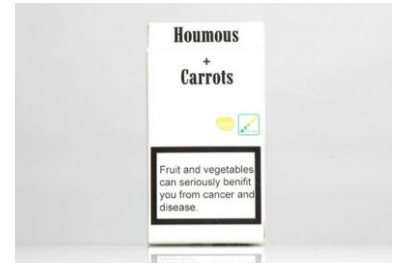 Houmous
+
Carrots
Fruit and vegetables
can seriously benifit
you from cancer and
disease.